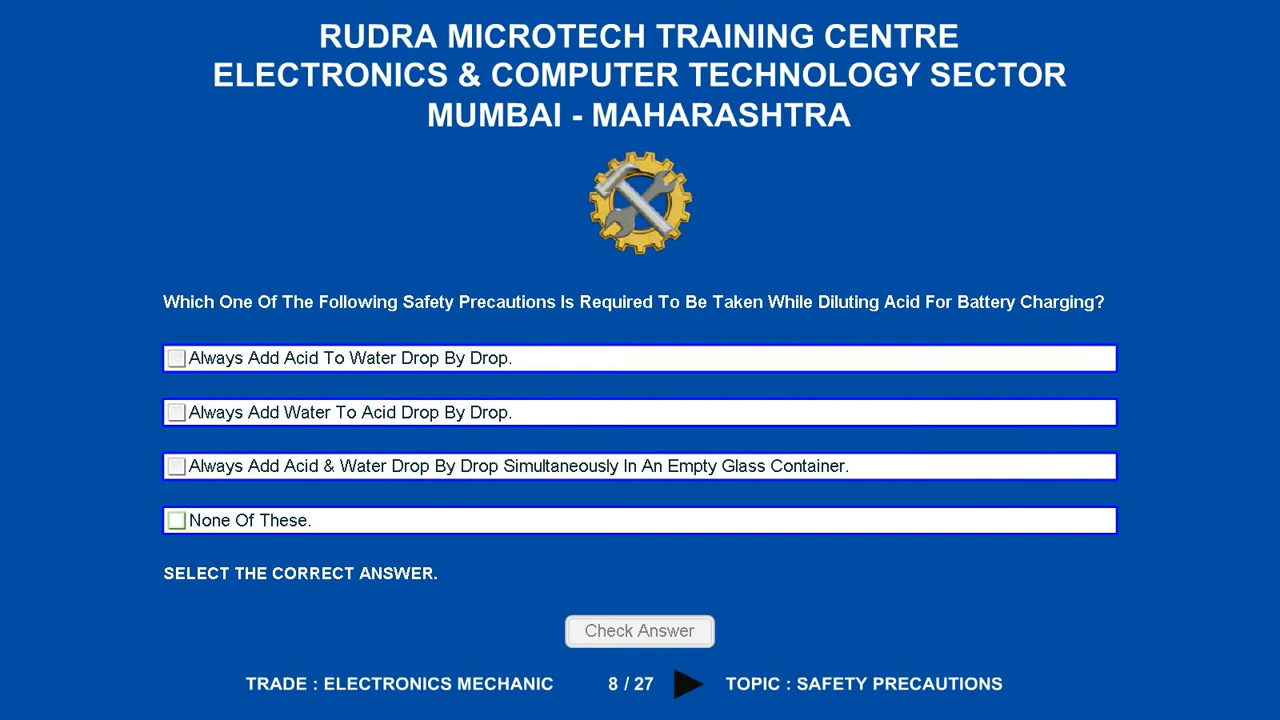 RUDRA MICROTECH TRAINING CENTRE
ELECTRONICS & COMPUTER TECHNOLOGY SECTOR
MUMBAI - MAHARASHTRA
Which One Of The Following Safety Precautions Is Required To Be Taken While Diluting Acid For Battery Charging?
Always Add Acid To Water Drop By Drop.
Always Add Water To Acid Drop By Drop.
Always Add Acid & Water Drop By Drop Simultaneously In An Empty Glass Container.
None Of These.
SELECT THE CORRECT ANSWER.
Check Answer
TRADE : ELECTRONICS MECHANIC 8 / 27 TOPIC : SAFETY PRECAUTIONS